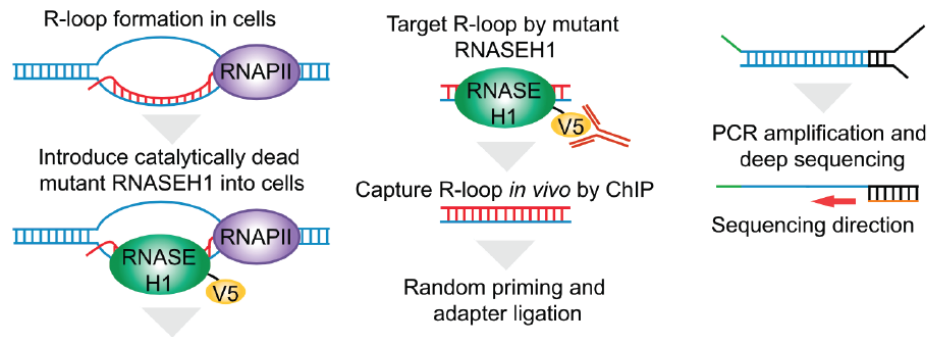 R-loop formation in cells
RNAPII
Introduce catalytically dead
mutant RNASEH1 into cells
RNAPII
RNASE
H1
V5
Target R-loop by mutant
RNASEH1
RNASE
H1
V5
Capture R-loop in vivo by ChIP
Random priming and
adapter ligation
PCR amplification and
deep sequencing
Sequencing direction